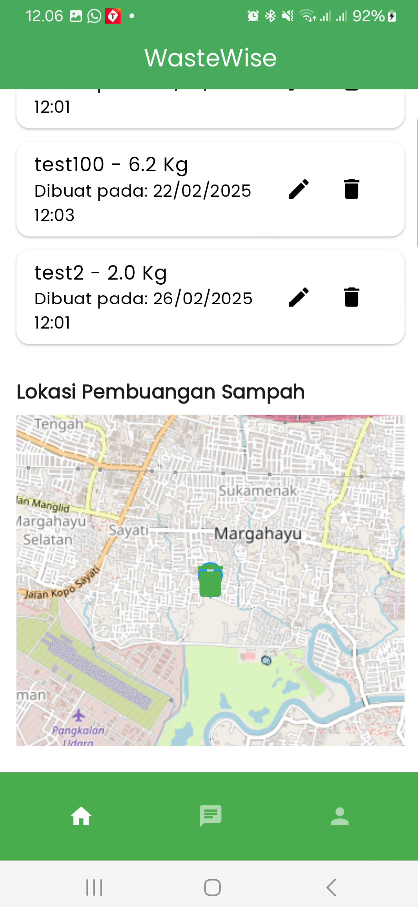 12.06
92%
WasteWise
12:01
test100 - 6.2 Kg
Dibuat pada: 22/02/2025
12:03
test2 - 2.0 Kg
Dibuat pada: 26/02/2025
12:01
Lokasi Pembuangan Sampah
Tengah
Sukamenak
lan Manglid
Margahayu
Selatan
Sayati
Margahayu
Jalan Kopo Sayati
man
Pangkalan
Udara